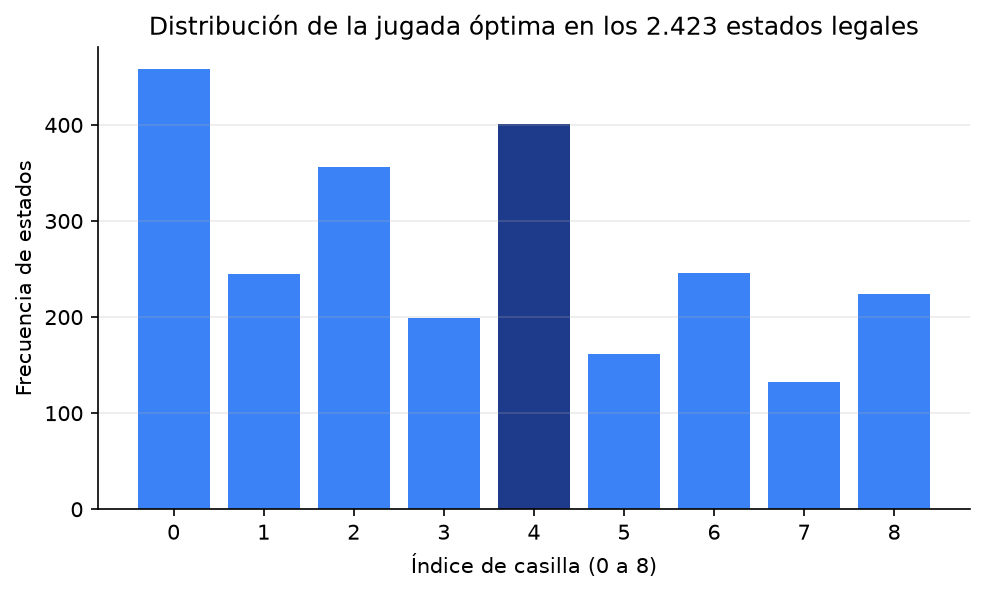 Distribución de la jugada óptima en los 2.423 estados legales
Frecuencia de estados
400
300
200
100
0
0 1 2 3 4 5 6 7 8
Índice de casilla (0 a 8)